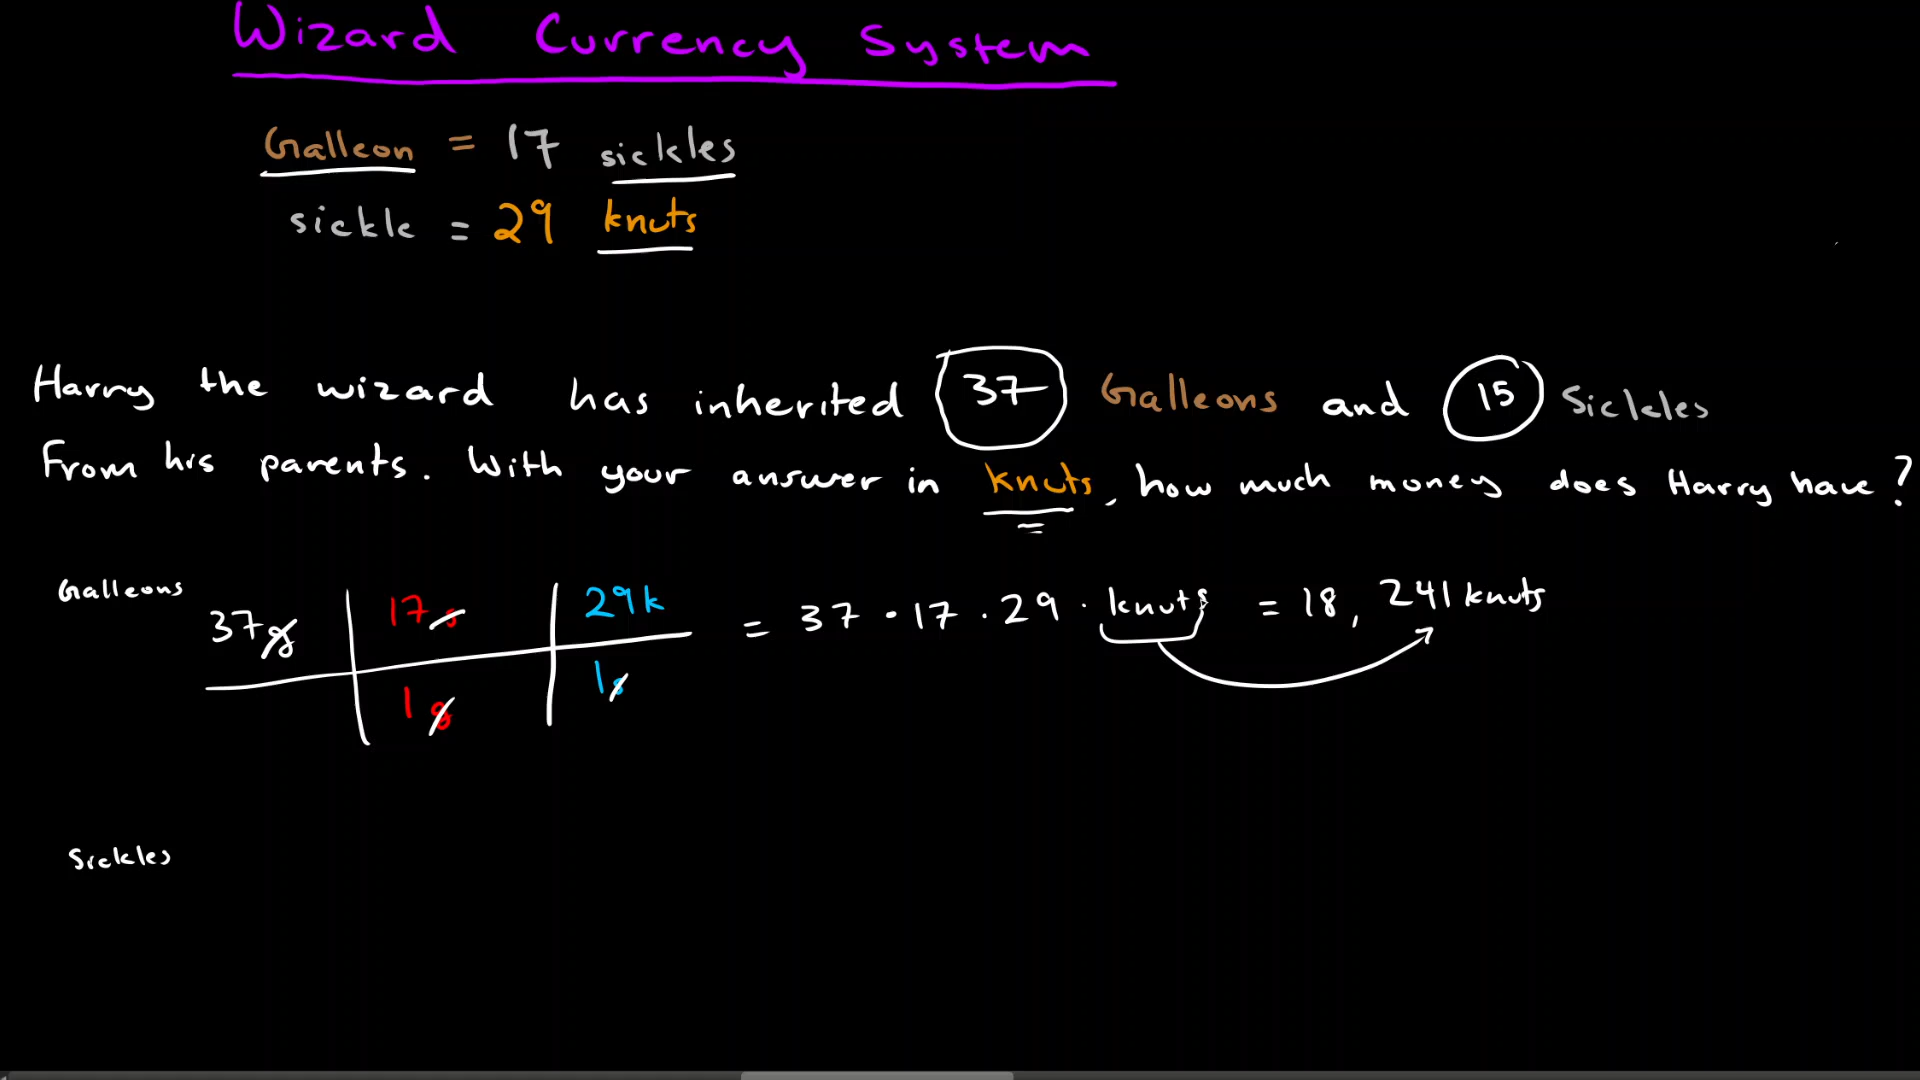 Wizard Currency System
Galleon = 17 sickles
sickle = 29 knuts
Harry the wizard has inherited 37 Galleons and 15 Sickles
From his parents. With your answer in knuts, how much money does Harry have?
Galleons
37g | 17s | 29k = 37 · 17 · 29 · knuts = 18,241 knuts
1g | 1s
Sickles